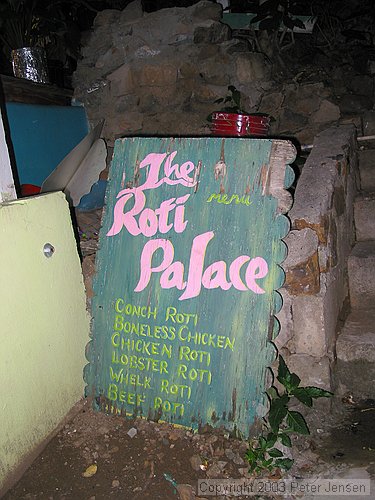 The
Roti
menu
Palace
CONCH ROTI
BONELESS CHICKEN
CHICKEN ROTI
LOBSTER ROTI
WHELK ROTI
BEEF ROTI
Copyright 2003 Peter Jensen